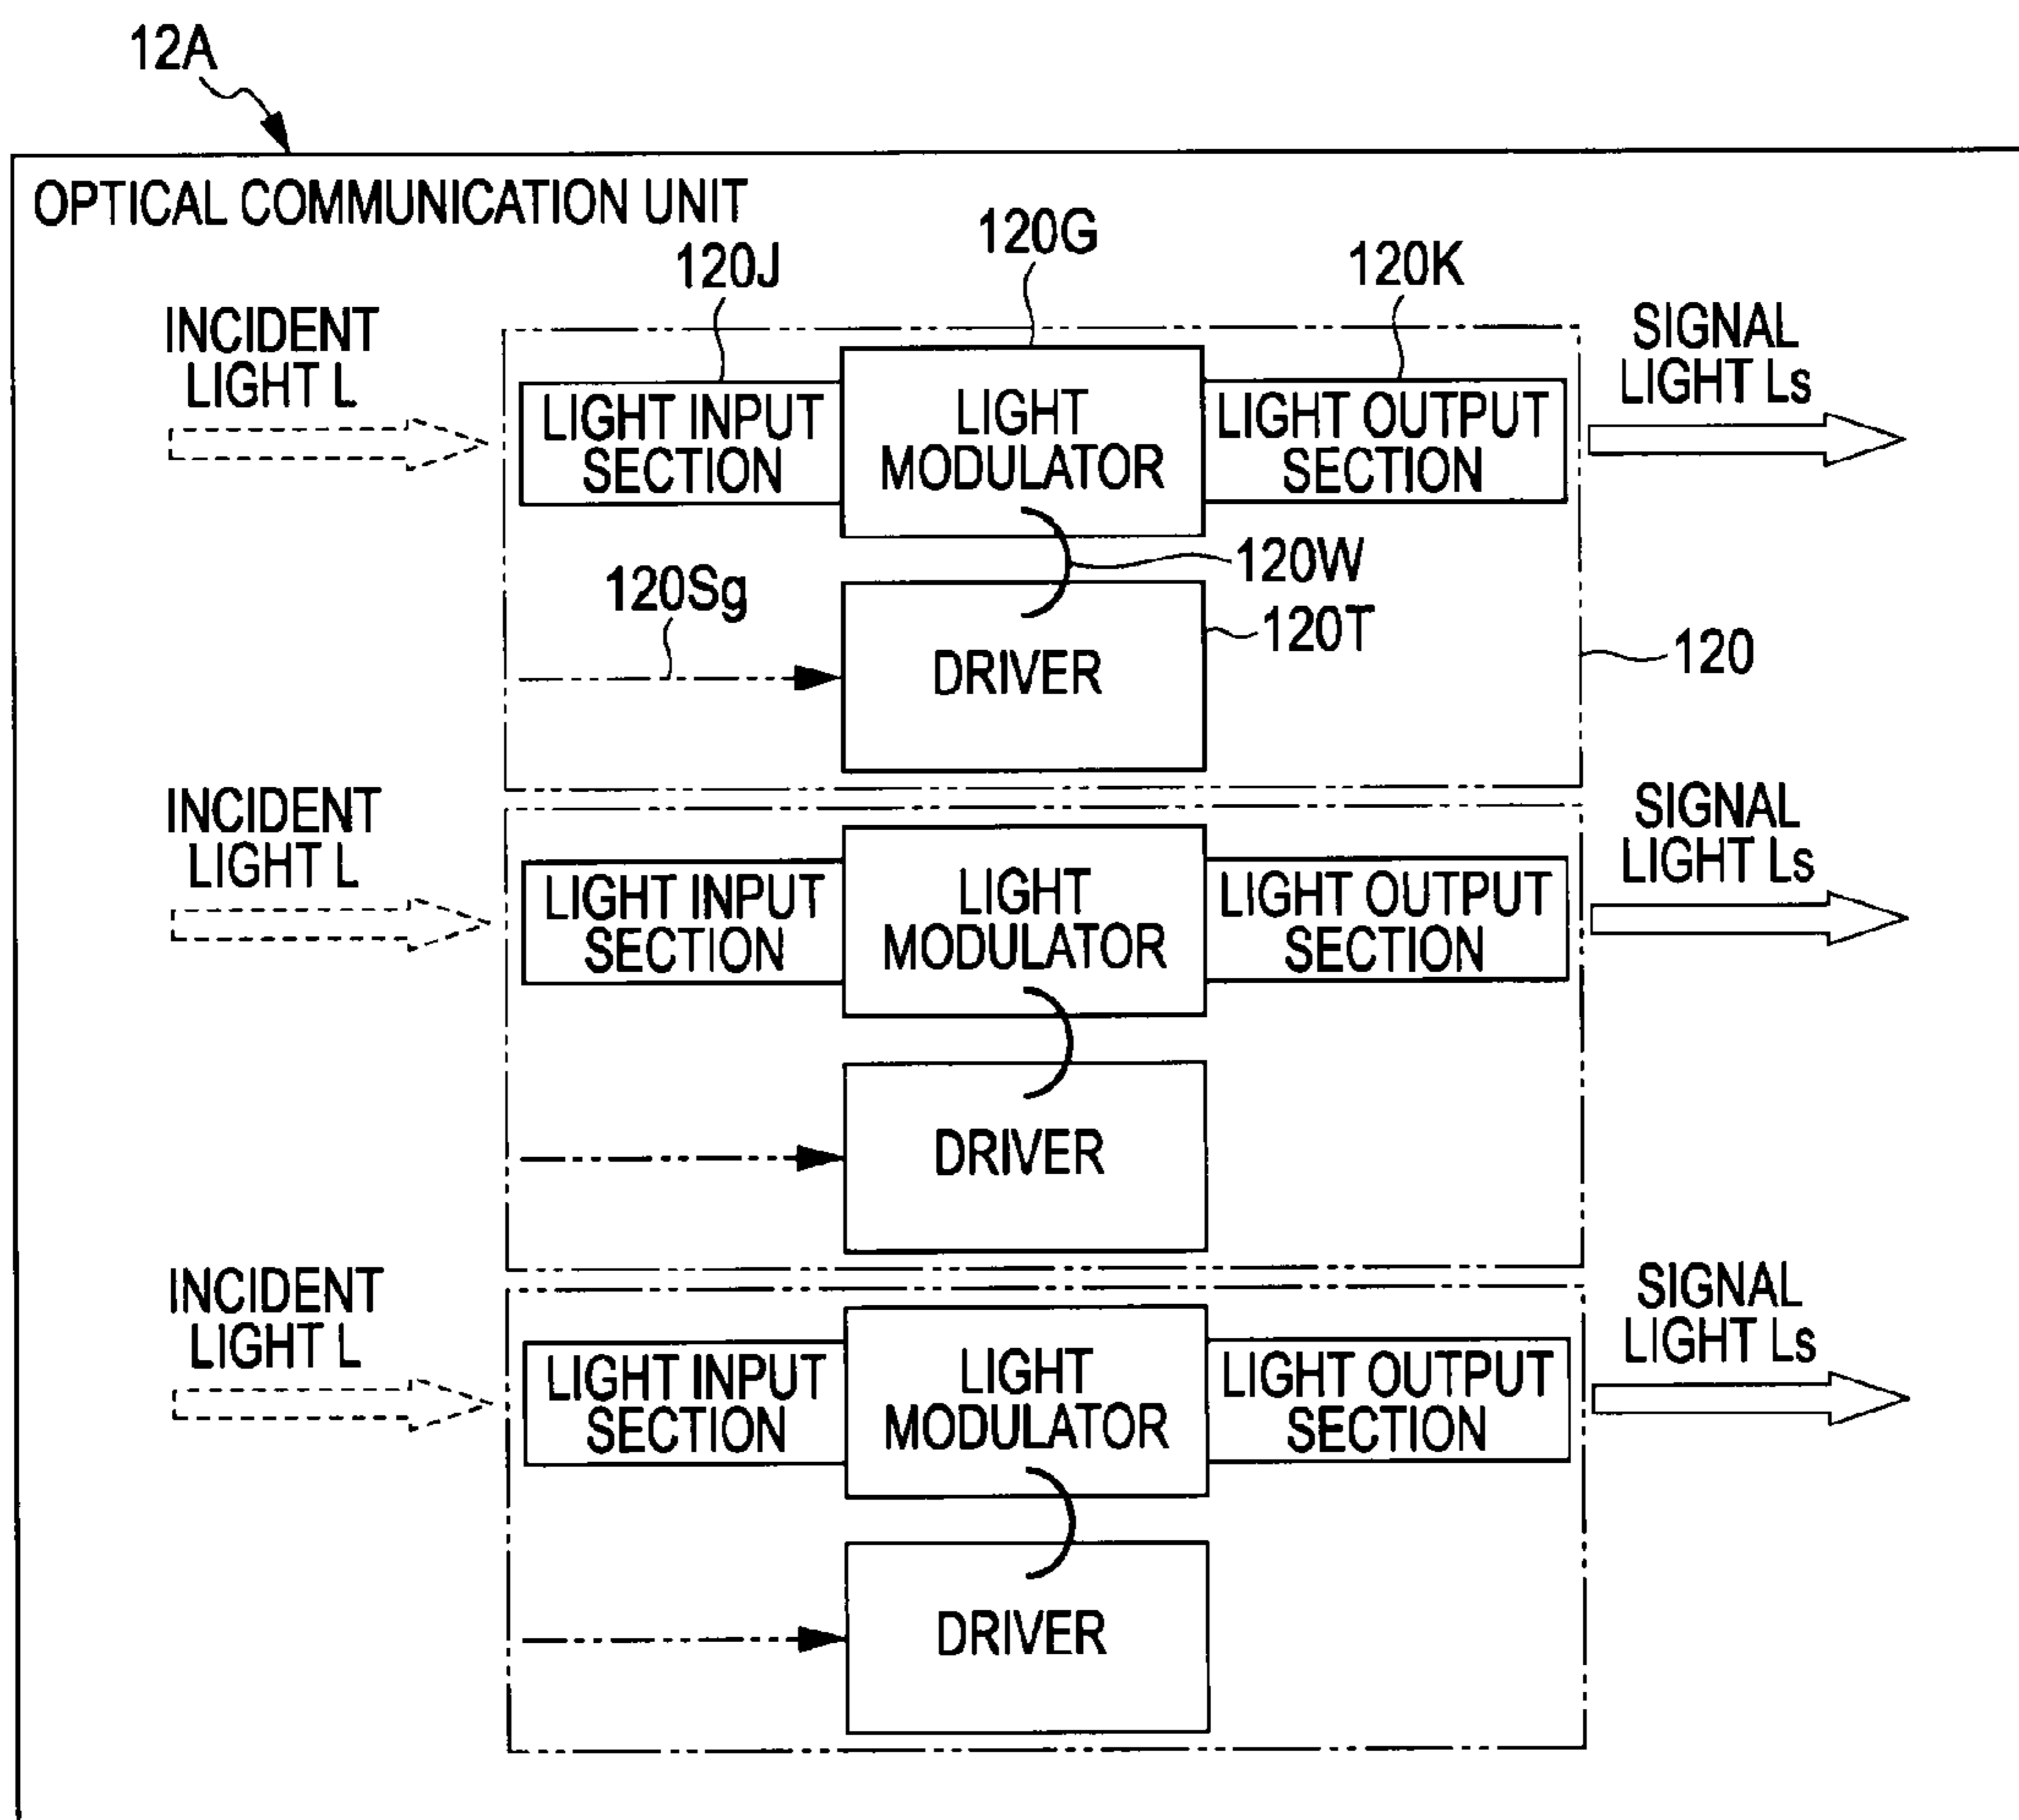 12A
OPTICAL COMMUNICATION UNIT
120G
120J
120K
INCIDENT
LIGHT L
SIGNAL
LIGHT Ls
LIGHT INPUT
SECTION
LIGHT
MODULATOR
LIGHT OUTPUT
SECTION
120W
120Sg
120T
DRIVER
120
INCIDENT
LIGHT L
SIGNAL
LIGHT Ls
LIGHT INPUT
SECTION
LIGHT
MODULATOR
LIGHT OUTPUT
SECTION
DRIVER
INCIDENT
LIGHT L
SIGNAL
LIGHT Ls
LIGHT INPUT
SECTION
LIGHT
MODULATOR
LIGHT OUTPUT
SECTION
DRIVER